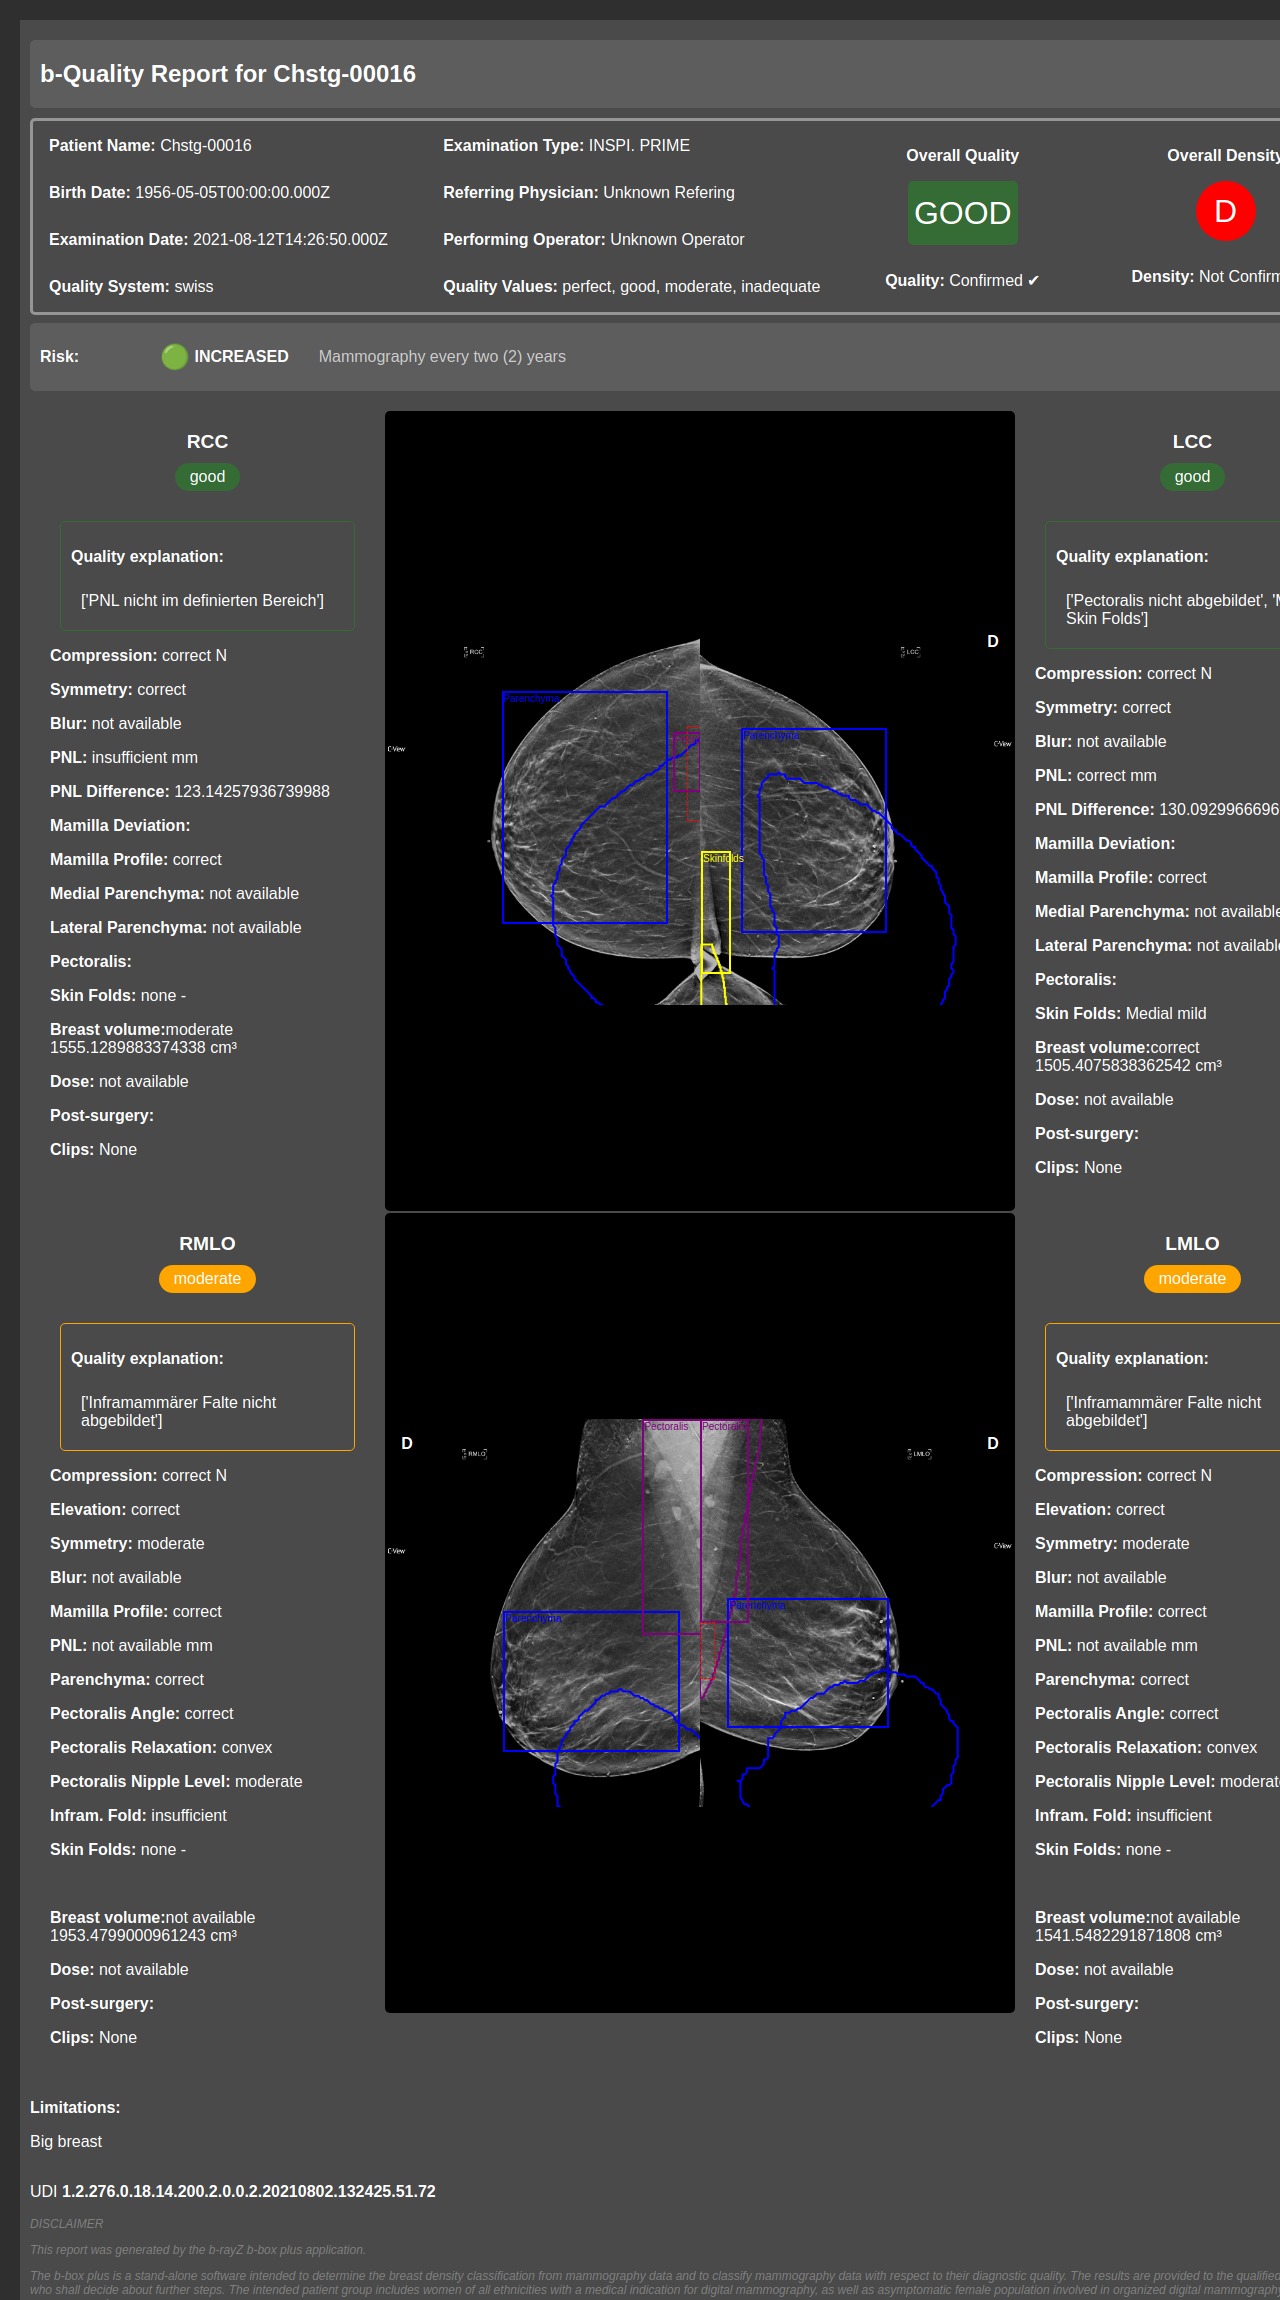 b-Quality Report for Chstg-00016
Patient Name: Chstg-00016
Birth Date: 1956-05-05T00:00:00.000Z
Examination Date: 2021-08-12T14:26:50.000Z
Quality System: swiss
Examination Type: INSPI. PRIME
Referring Physician: Unknown Refering
Performing Operator: Unknown Operator
Quality Values: perfect, good, moderate, inadequate
Overall Quality
GOOD
Quality: Confirmed ✔
Overall Density
D
Density: Not Confirm
Risk: INCREASED Mammography every two (2) years
RCC
good
Quality explanation:
['PNL nicht im definierten Bereich']
Compression: correct N
Symmetry: correct
Blur: not available
PNL: insufficient mm
PNL Difference: 123.14257936739988
Mamilla Deviation:
Mamilla Profile: correct
Medial Parenchyma: not available
Lateral Parenchyma: not available
Pectoralis:
Skin Folds: none -
Breast volume:moderate
1555.1289883374338 cm³
Dose: not available
Post-surgery:
Clips: None
RCC
LCC
D
C-View
C-View
Parenchyma
Parenchyma
Skinfolds
LCC
good
Quality explanation:
['Pectoralis nicht abgebildet', 'M
Skin Folds']
Compression: correct N
Symmetry: correct
Blur: not available
PNL: correct mm
PNL Difference: 130.0929966696
Mamilla Deviation:
Mamilla Profile: correct
Medial Parenchyma: not available
Lateral Parenchyma: not available
Pectoralis:
Skin Folds: Medial mild
Breast volume:correct
1505.4075838362542 cm³
Dose: not available
Post-surgery:
Clips: None
RMLO
moderate
Quality explanation:
['Inframammärer Falte nicht
abgebildet']
Compression: correct N
Elevation: correct
Symmetry: moderate
Blur: not available
Mamilla Profile: correct
PNL: not available mm
Parenchyma: correct
Pectoralis Angle: correct
Pectoralis Relaxation: convex
Pectoralis Nipple Level: moderate
Infram. Fold: insufficient
Skin Folds: none -
Breast volume:not available
1953.4799000961243 cm³
Dose: not available
Post-surgery:
Clips: None
D
RMLO
LMLO
D
C-View
C-View
Pectoralis
Pectoralis
Parenchyma
Parenchyma
LMLO
moderate
Quality explanation:
['Inframammärer Falte nicht
abgebildet']
Compression: correct N
Elevation: correct
Symmetry: moderate
Blur: not available
Mamilla Profile: correct
PNL: not available mm
Parenchyma: correct
Pectoralis Angle: correct
Pectoralis Relaxation: convex
Pectoralis Nipple Level: moderate
Infram. Fold: insufficient
Skin Folds: none -
Breast volume:not available
1541.5482291871808 cm³
Dose: not available
Post-surgery:
Clips: None
Limitations:
Big breast
UDI 1.2.276.0.18.14.200.2.0.0.2.20210802.132425.51.72
DISCLAIMER
This report was generated by the b-rayZ b-box plus application.
The b-box plus is a stand-alone software intended to determine the breast density classification from mammography data and to classify mammography data with respect to their diagnostic quality. The results are provided to the qualified
who shall decide about further steps. The intended patient group includes women of all ethnicities with a medical indication for digital mammography, as well as asymptomatic female population involved in organized digital mammography